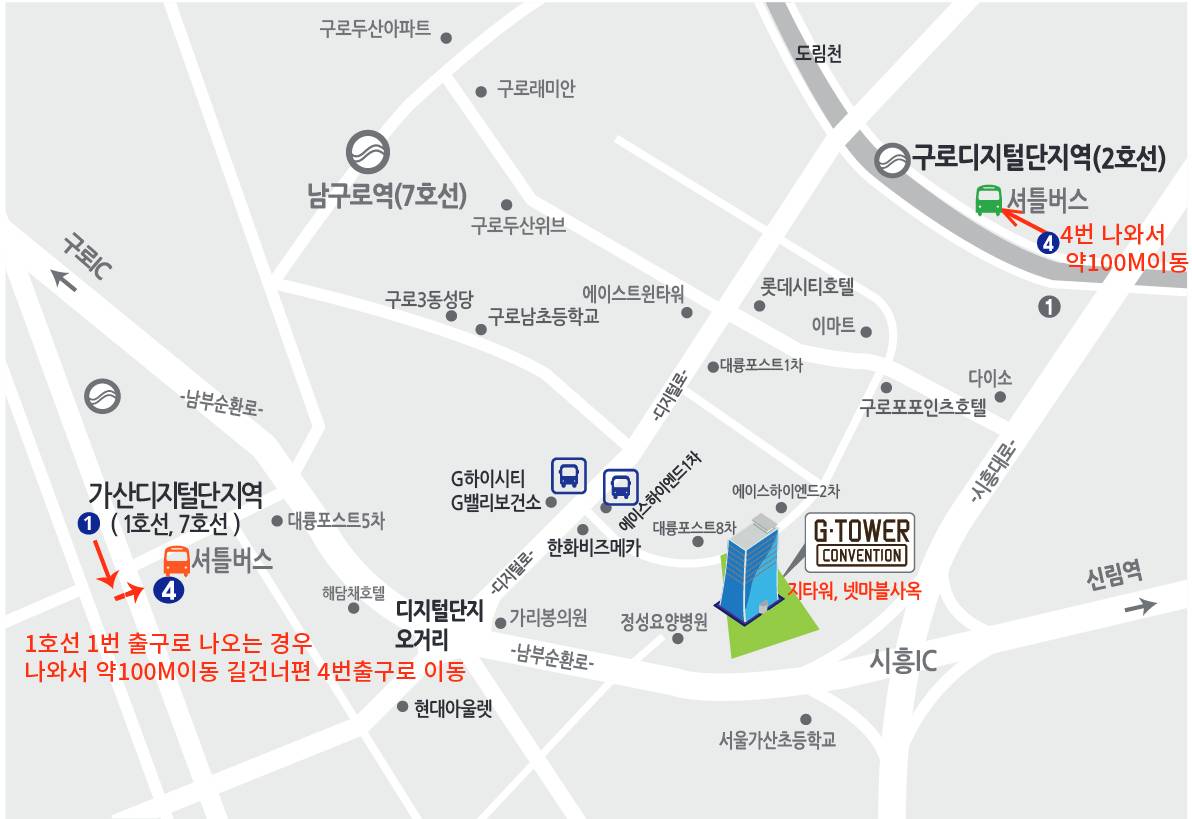 구로두산아파트
도림천
구로래미안
구로디지털단지역(2호선)
남구로역(7호선)
셔틀버스
구로두산위브
4
4번 나와서
약100M이동
구로IC
에이스트윈타워
롯데시티호텔
구로3동성당
구로남초등학교
이마트
1
대륭포스트1차
다이소
-남부순환로-
-디지털로-
구로포포인츠호텔
-시흥대로-
G하이시티
G밸리보건소
에이스하이엔드1차
가산디지털단지역
( 1호선, 7호선 )
1
대륭포스트5차
에이스하이엔드2차
대륭포스트8차
한화비즈메카
G·TOWER
CONVENTION
기타워, 넷마블사옥
셔틀버스
4
-디지털로-
신림역
해담채호텔
디지털단지
오거리
가리봉의원
정성요양병원
1호선 1번 출구로 나오는 경우
나와서 약100M이동 길건너편 4번출구로 이동
-남부순환로-
시흥IC
현대아울렛
서울가산초등학교